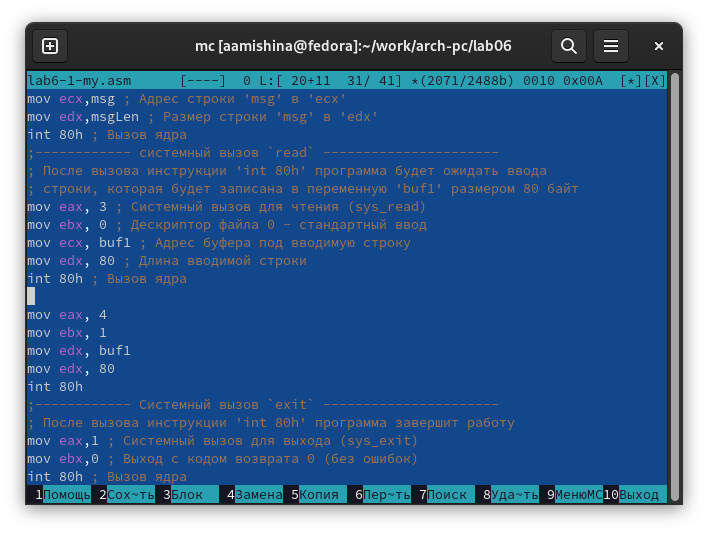 mc [aamishina@fedora]:~/work/arch-pc/lab06
lab6-1-my.asm      [----]  0 L:[ 20+11  31/ 41] *(2071/2488b) 0010 0x00A  [*][X]
mov ecx,msg ; Адрес строки 'msg' в 'ecx'
mov edx,msgLen ; Размер строки 'msg' в 'edx'
int 80h ; Вызов ядра
;------------ системный вызов `read` ----------------------
; После вызова инструкции 'int 80h' программа будет ожидать ввода
; строки, которая будет записана в переменную 'buf1' размером 80 байт
mov eax, 3 ; Системный вызов для чтения (sys_read)
mov ebx, 0 ; Дескриптор файла 0 - стандартный ввод
mov ecx, buf1 ; Адрес буфера под вводимую строку
mov edx, 80 ; Длина вводимой строки
int 80h ; Вызов ядра
mov eax, 4
mov ebx, 1
mov edx, buf1
mov edx, 80
int 80h
;------------ Системный вызов `exit` ----------------------
; После вызова инструкции 'int 80h' программа завершит работу
mov eax,1 ; Системный вызов для выхода (sys_exit)
mov ebx,0 ; Выход с кодом возврата 0 (без ошибок)
int 80h ; Вызов ядра
1Помощь 2Сох~ть 3Блок 4Замена 5Копия 6Пер~ть 7Поиск 8Уда~ть 9МенюМС 10Выход